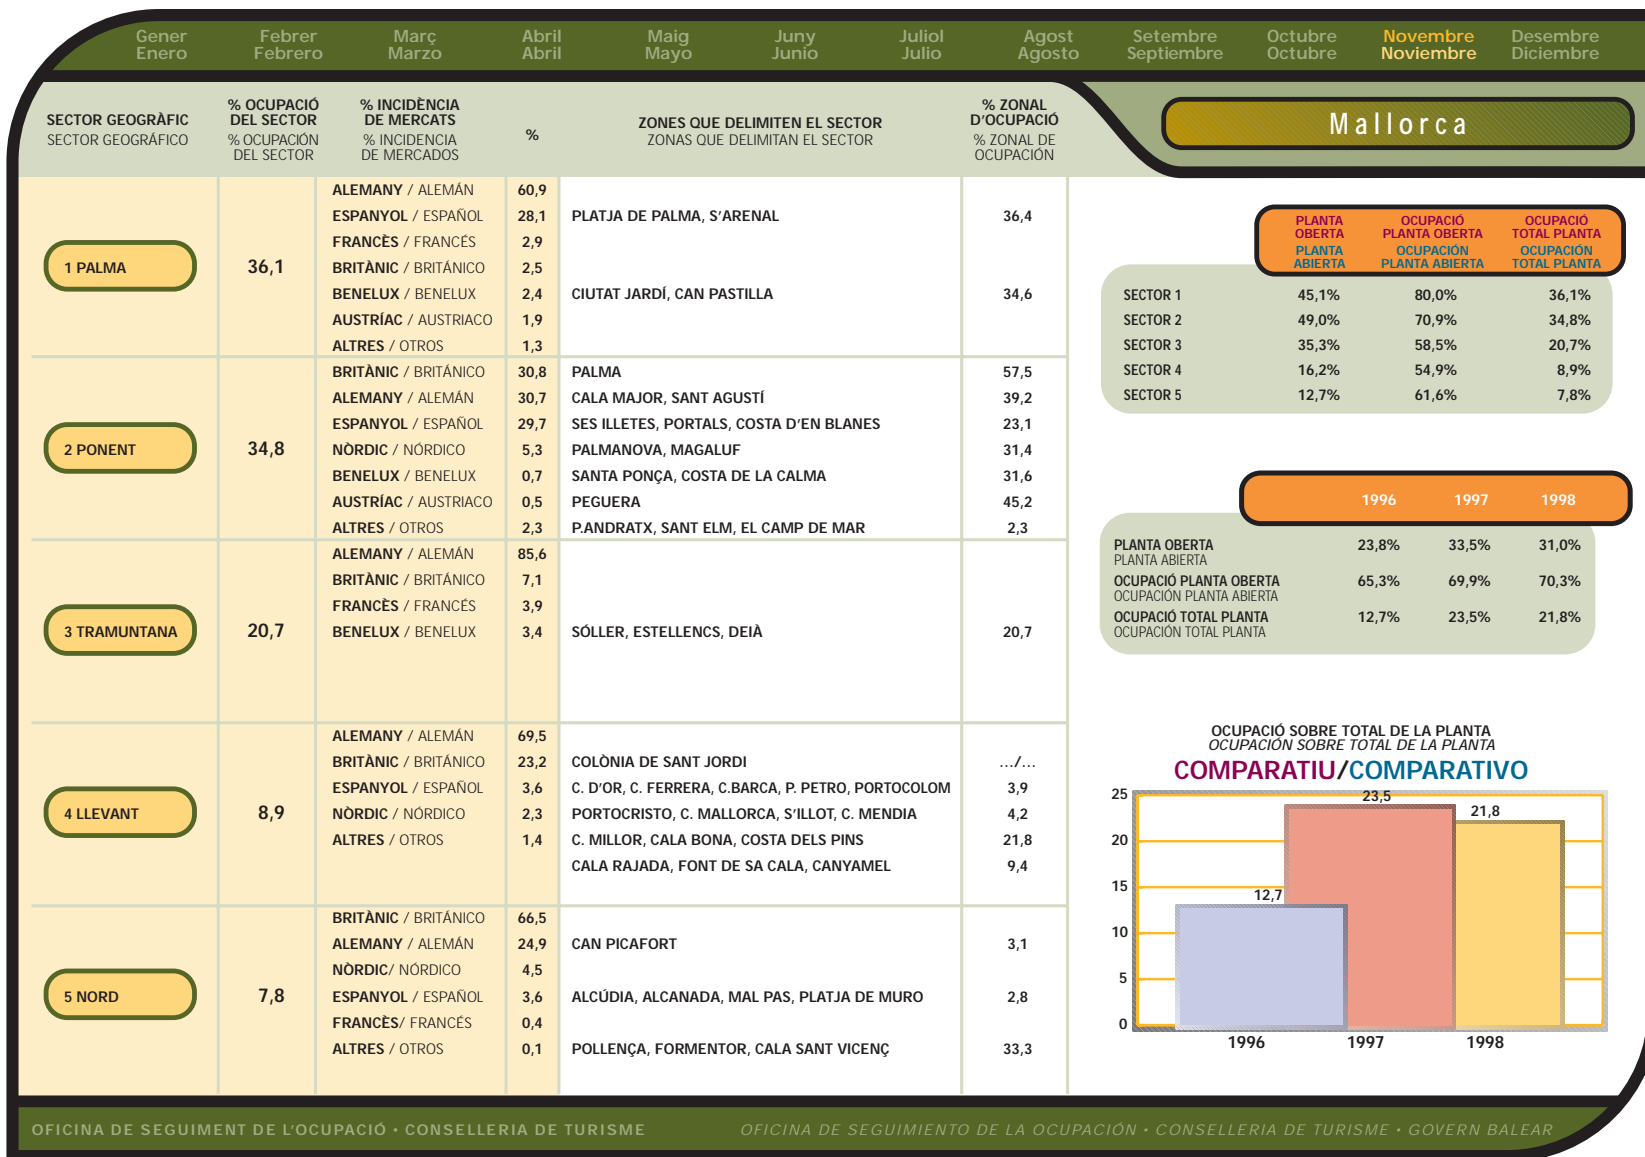 Gener Febrer Març Abril Maig Juny Juliol Agost Setembre Octubre Novembre Desembre
Enero Febrero Marzo Abril Mayo Junio Julio Agosto Septiembre Octubre Noviembre Diciembre
SECTOR GEOGRÀFIC
SECTOR GEOGRÁFICO
% OCUPACIÓ
DEL SECTOR
% OCUPACIÓN
DEL SECTOR
% INCIDÈNCIA
DE MERCATS
% INCIDENCIA
DE MERCADOS
%
ZONES QUE DELIMITEN EL SECTOR
ZONAS QUE DELIMITAN EL SECTOR
% ZONAL
D'OCUPACIÓ
% ZONAL DE
OCUPACIÓN
Mallorca
1 PALMA 36,1
ALEMANY / ALEMÁN 60,9
ESPANYOL / ESPAÑOL 28,1 PLATJA DE PALMA, S'ARENAL 36,4
FRANCÈS / FRANCÉS 2,9
BRITÀNIC / BRITÁNICO 2,5
BENELUX / BENELUX 2,4 CIUTAT JARDÍ, CAN PASTILLA 34,6
AUSTRÍAC / AUSTRIACO 1,9
ALTRES / OTROS 1,3
2 PONENT 34,8
BRITÀNIC / BRITÁNICO 30,8 PALMA 57,5
ALEMANY / ALEMÁN 30,7 CALA MAJOR, SANT AGUSTÍ 39,2
ESPANYOL / ESPAÑOL 29,7 SES ILLETES, PORTALS, COSTA D'EN BLANES 23,1
NÒRDIC / NÓRDICO 5,3 PALMANOVA, MAGALUF 31,4
BENELUX / BENELUX 0,7 SANTA PONÇA, COSTA DE LA CALMA 31,6
AUSTRÍAC / AUSTRIACO 0,5 PEGUERA 45,2
ALTRES / OTROS 2,3 P.ANDRATX, SANT ELM, EL CAMP DE MAR 2,3
3 TRAMUNTANA 20,7
ALEMANY / ALEMÁN 85,6
BRITÀNIC / BRITÁNICO 7,1
FRANCÈS / FRANCÉS 3,9
BENELUX / BENELUX 3,4 SÓLLER, ESTELLENCS, DEIÀ 20,7
4 LLEVANT 8,9
ALEMANY / ALEMÁN 69,5
BRITÀNIC / BRITÁNICO 23,2 COLÒNIA DE SANT JORDI .../...
ESPANYOL / ESPAÑOL 3,6 C. D'OR, C. FERRERA, C.BARCA, P. PETRO, PORTOCOLOM 3,9
NÒRDIC / NÓRDICO 2,3 PORTOCRISTO, C. MALLORCA, S'ILLOT, C. MENDIA 4,2
ALTRES / OTROS 1,4 C. MILLOR, CALA BONA, COSTA DELS PINS 21,8
CALA RAJADA, FONT DE SA CALA, CANYAMEL 9,4
5 NORD 7,8
BRITÀNIC / BRITÁNICO 66,5
ALEMANY / ALEMÁN 24,9 CAN PICAFORT 3,1
NÒRDIC/ NÓRDICO 4,5
ESPANYOL / ESPAÑOL 3,6 ALCÚDIA, ALCANADA, MAL PAS, PLATJA DE MURO 2,8
FRANCÈS/ FRANCÉS 0,4
ALTRES / OTROS 0,1 POLLENÇA, FORMENTOR, CALA SANT VICENÇ 33,3
PLANTA OCUPACIÓ OCUPACIÓ
OBERTA PLANTA OBERTA TOTAL PLANTA
PLANTA OCUPACIÓN OCUPACIÓN
ABIERTA PLANTA ABIERTA TOTAL PLANTA
SECTOR 1 45,1% 80,0% 36,1%
SECTOR 2 49,0% 70,9% 34,8%
SECTOR 3 35,3% 58,5% 20,7%
SECTOR 4 16,2% 54,9% 8,9%
SECTOR 5 12,7% 61,6% 7,8%
1996 1997 1998
PLANTA OBERTA 23,8% 33,5% 31,0%
PLANTA ABIERTA
OCUPACIÓ PLANTA OBERTA 65,3% 69,9% 70,3%
OCUPACIÓN PLANTA ABIERTA
OCUPACIÓ TOTAL PLANTA 12,7% 23,5% 21,8%
OCUPACIÓN TOTAL PLANTA
OCUPACIÓ SOBRE TOTAL DE LA PLANTA
OCUPACIÓN SOBRE TOTAL DE LA PLANTA
COMPARATIU/COMPARATIVO
25
23,5
21,8
20
15
12,7
10
5
0
1996 1997 1998
OFICINA DE SEGUIMENT DE L'OCUPACIÓ • CONSELLERIA DE TURISME
OFICINA DE SEGUIMIENTO DE LA OCUPACIÓN • CONSELLERIA DE TURISME • GOVERN BALEAR